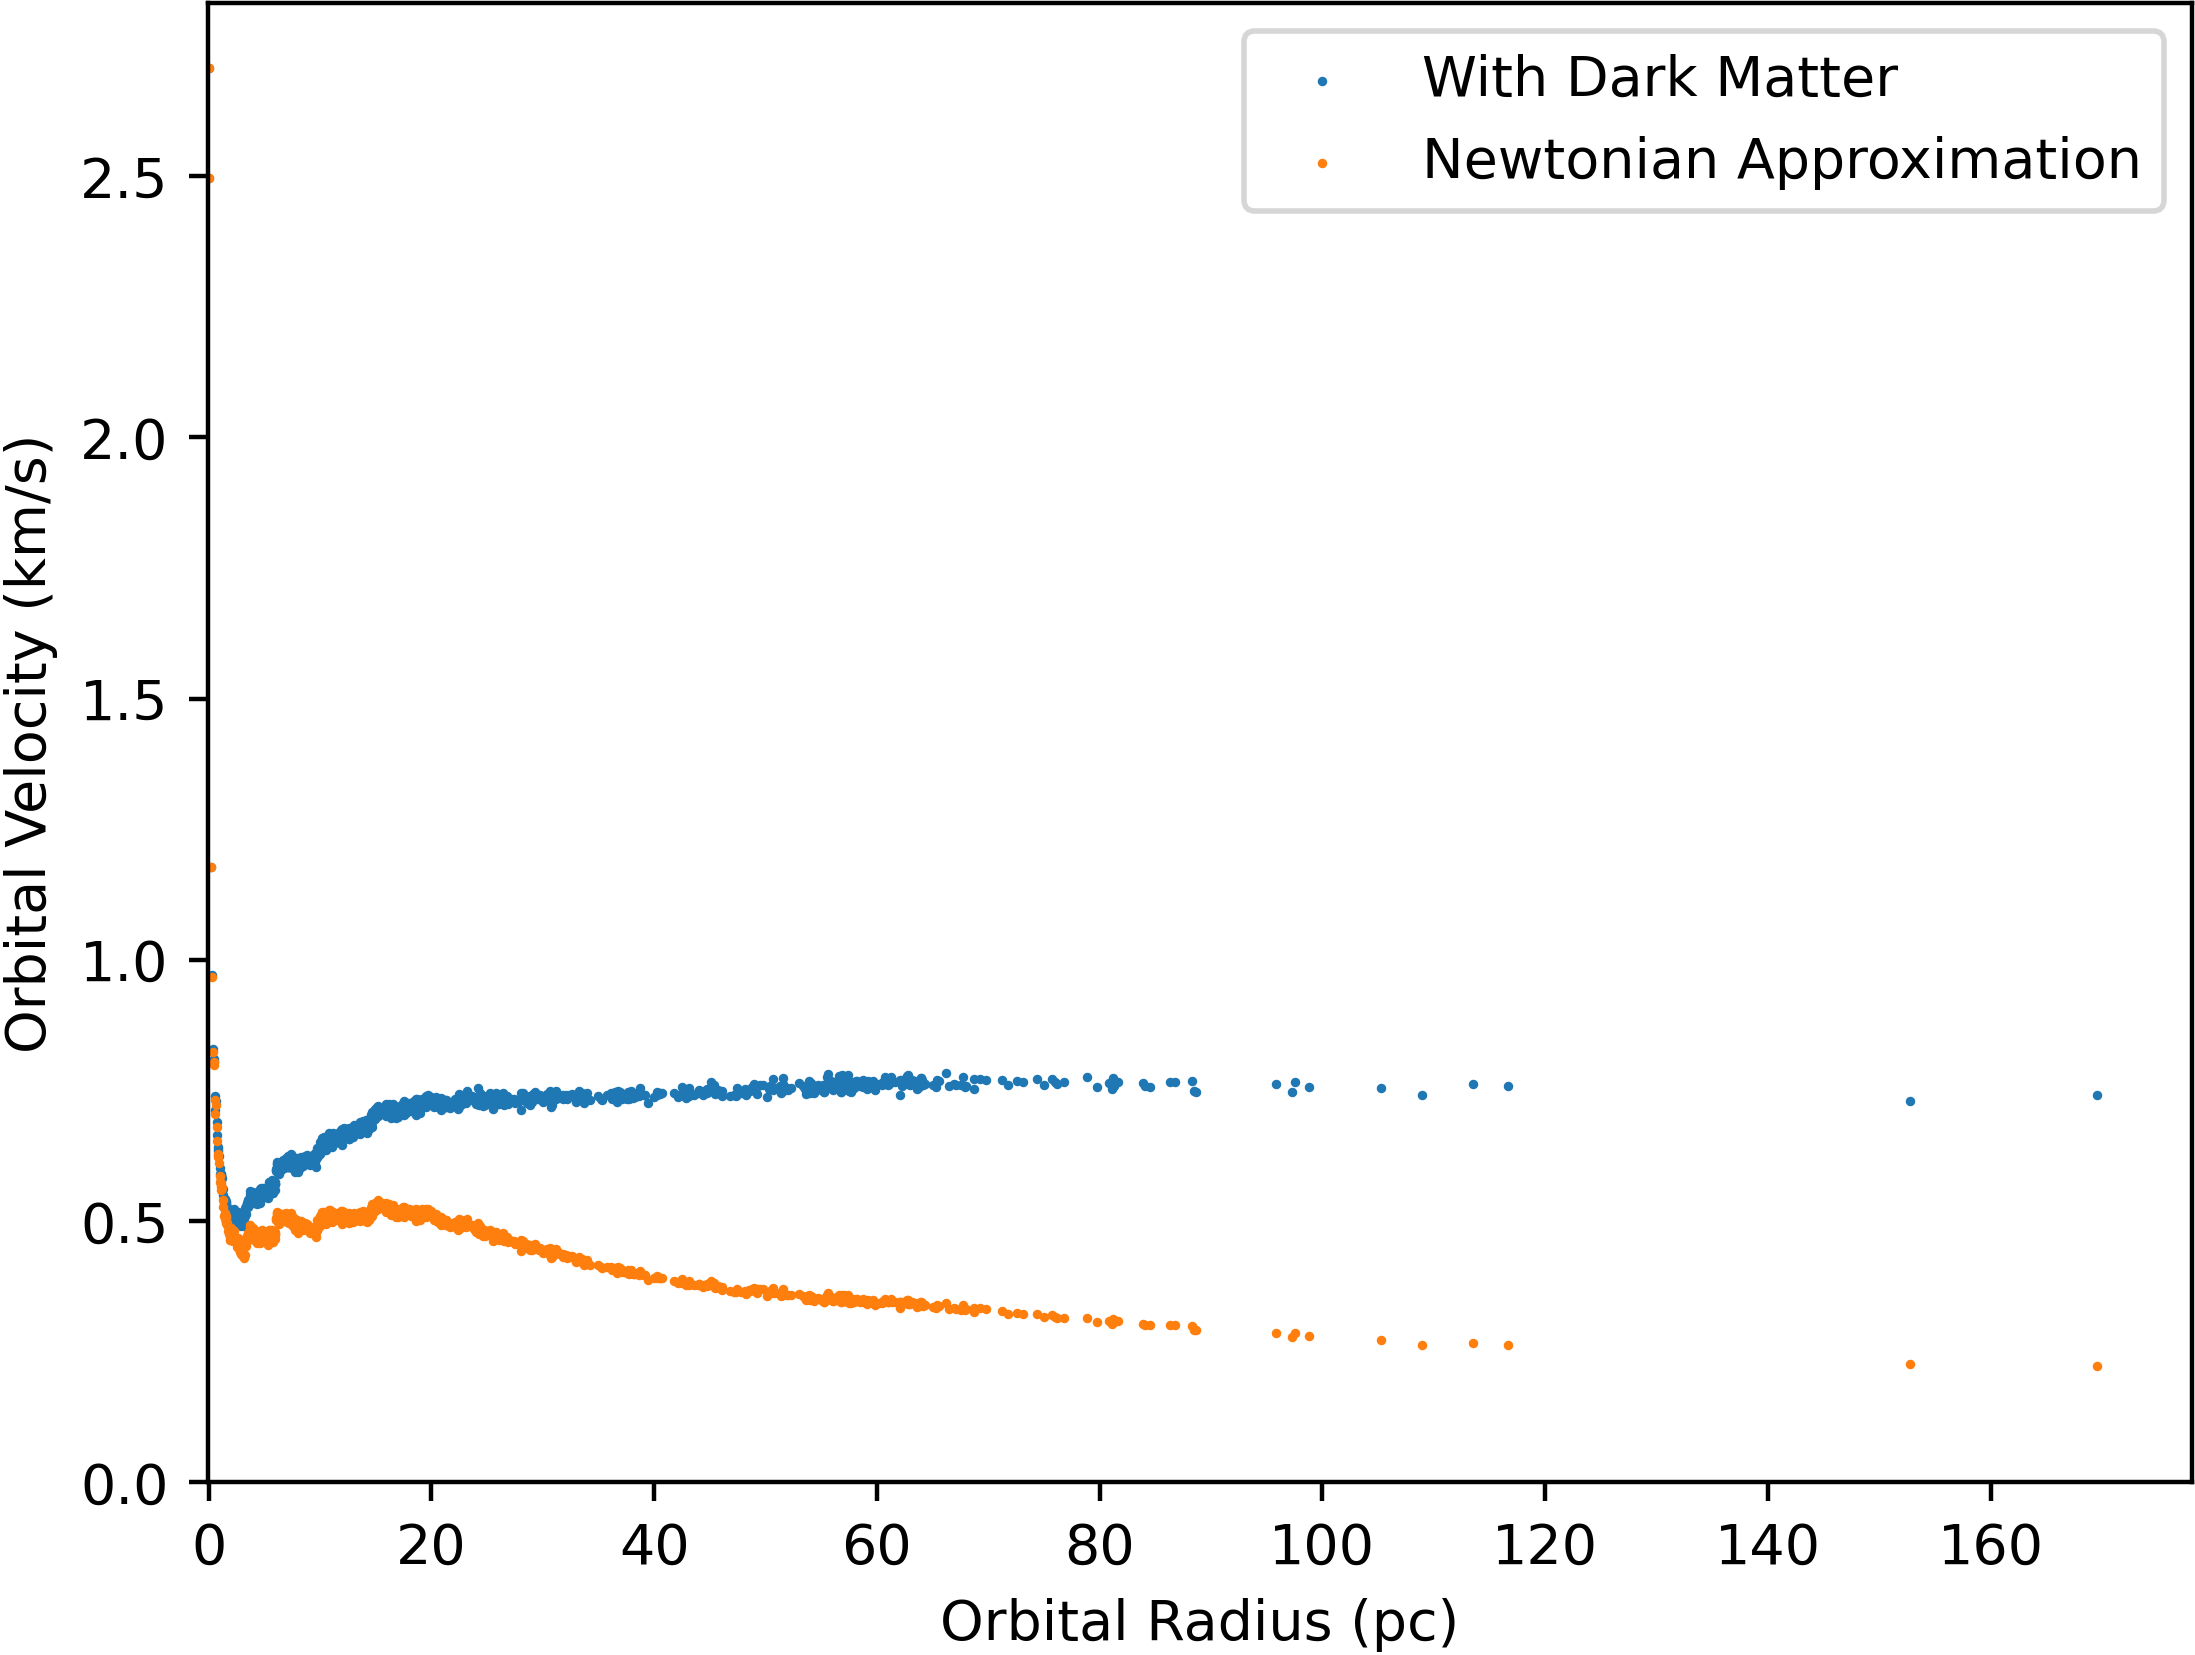 With Dark Matter
Newtonian Approximation
2.5
2.0
1.5
1.0
0.5
0.0
Orbital Velocity (km/s)
0 20 40 60 80 100 120 140 160
Orbital Radius (pc)